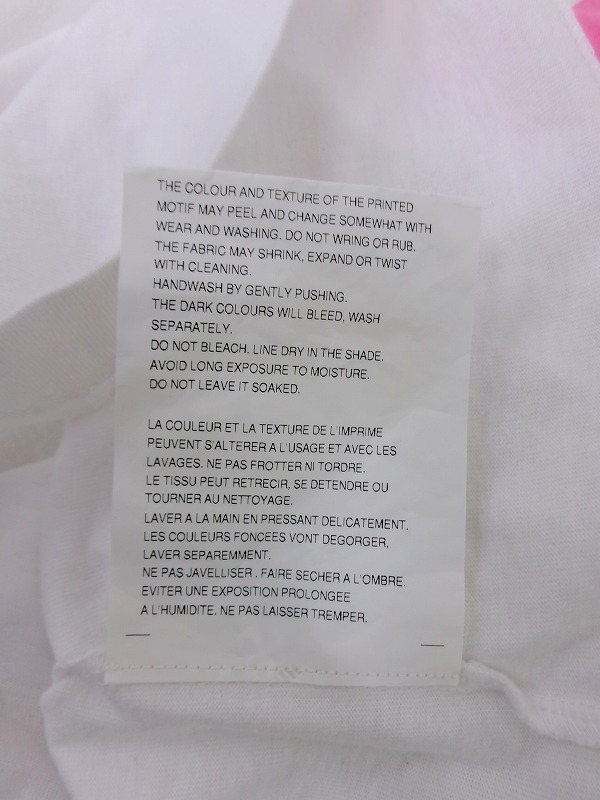 THE COLOUR AND TEXTURE OF THE PRINTED
MOTIF MAY PEEL AND CHANGE SOMEWHAT WITH
WEAR AND WASHING. DO NOT WRING OR RUB.
THE FABRIC MAY SHRINK, EXPAND OR TWIST
WITH CLEANING.
HANDWASH BY GENTLY PUSHING.
THE DARK COLOURS WILL BLEED, WASH
SEPARATELY.
DO NOT BLEACH. LINE DRY IN THE SHADE.
AVOID LONG EXPOSURE TO MOISTURE.
DO NOT LEAVE IT SOAKED.
LA COULEUR ET LA TEXTURE DE L'IMPRIME
PEUVENT S'ALTERER A L'USAGE ET AVEC LES
LAVAGES. NE PAS FROTTER NI TORDRE.
LE TISSU PEUT RETRECIR, SE DETENDRE OU
TOURNER AU NETTOYAGE.
LAVER A LA MAIN EN PRESSANT DELICATEMENT.
LES COULEURS FONCEES VONT DEGORGER,
LAVER SEPAREMMENT.
NE PAS JAVELLISER . FAIRE SECHER A L'OMBRE.
EVITER UNE EXPOSITION PROLONGEE
A L'HUMIDITE. NE PAS LAISSER TREMPER.